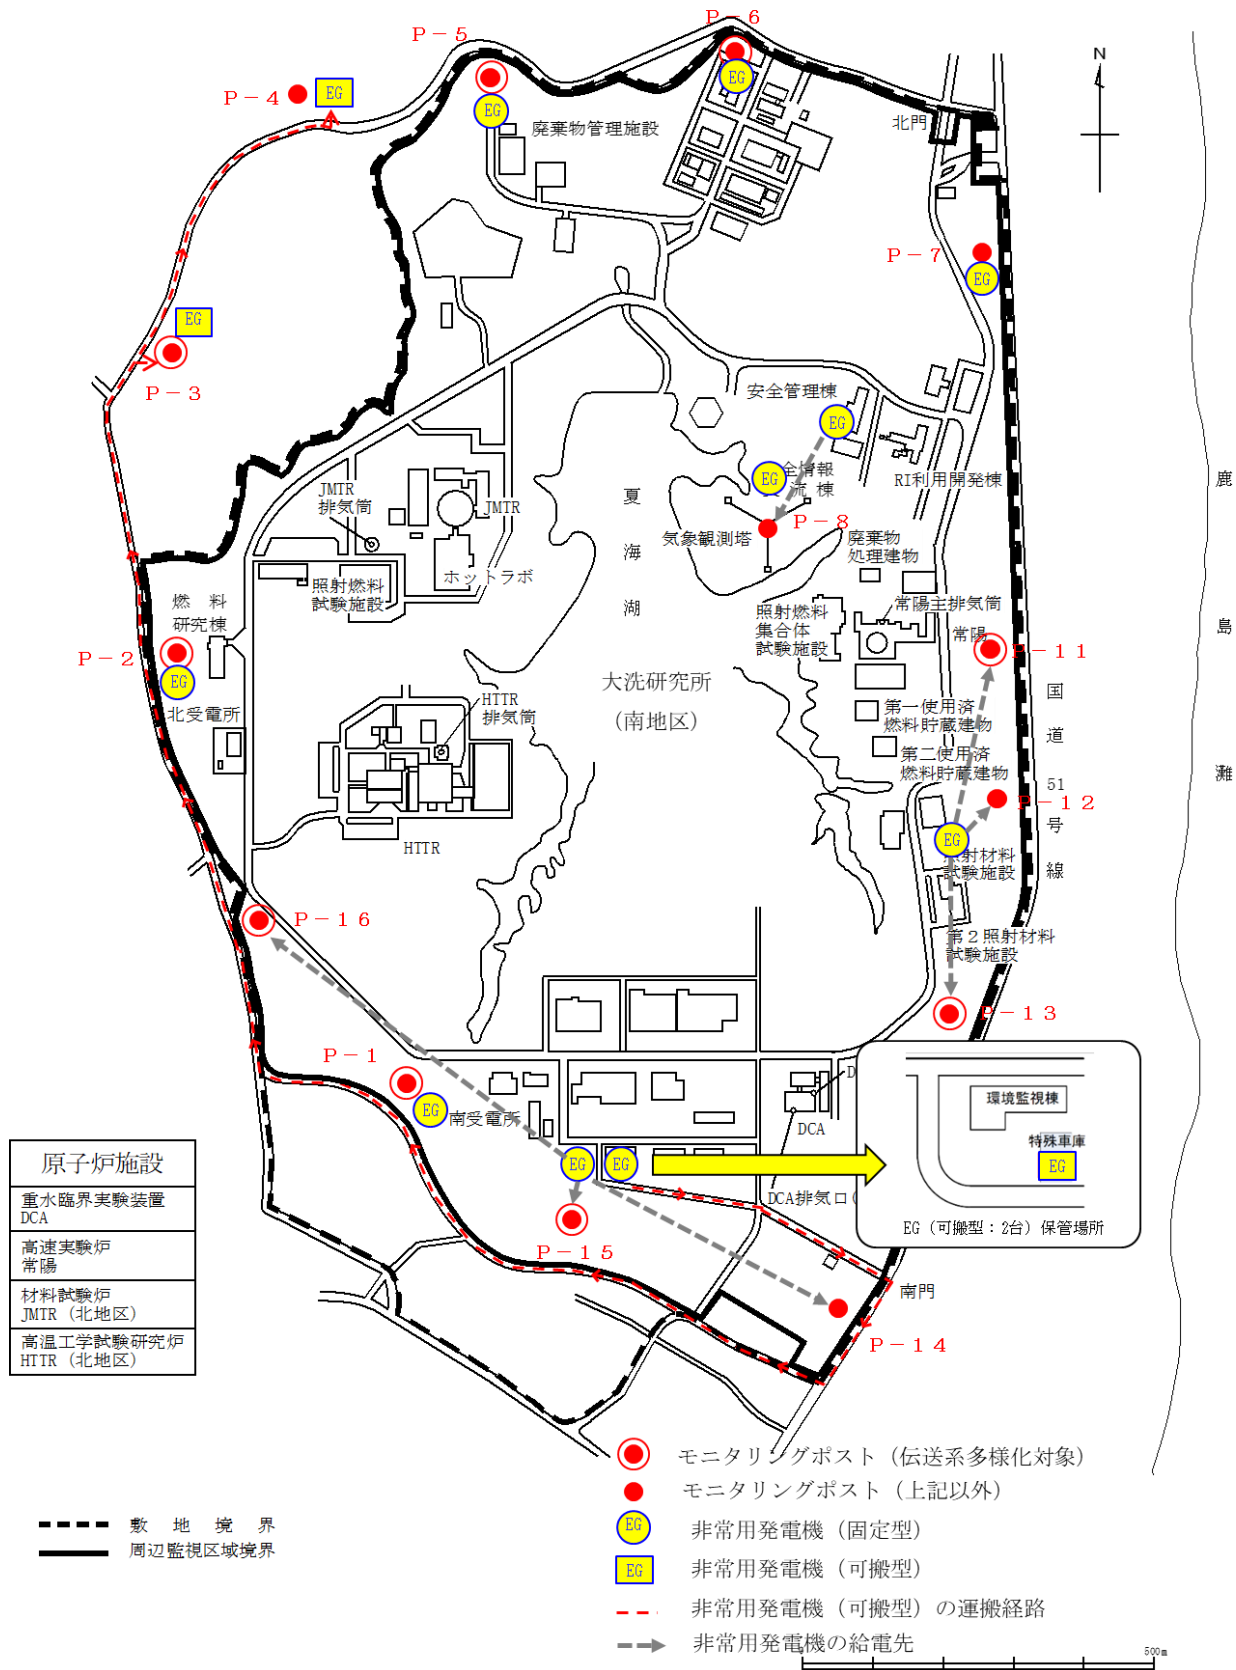 P－6
P－5
N
P－4
EG
EG
EG
北門
廃棄物管理施設
P－7
EG
EG
P－3
安全管理棟
EG
全情報
流棟
EG
RI利用開発棟
鹿
島
灘
JMTR
排気筒
JMTR
夏
海
湖
P－8
気象観測塔
廃棄物
処理建物
ホットラボ
照射燃料
試験施設
燃　料
研究棟
照射燃料
集合体
試験施設
常陽主排気筒
常陽
P－11
P－2
EG
北受電所
大洗研究所
（南地区）
HTTR
排気筒
国
道
51
号
線
第一使用済
燃料貯蔵建物
第二使用済
燃料貯蔵建物
P－12
EG
HTTR
照射材料
試験施設
P－16
第２照射材料
試験施設
P－13
P－1
EG
南受電所
D
DCA
環境監視棟
特殊車庫
EG
EG（可搬型：2台）保管場所
EG
EG
DCA排気口（
P－15
南門
P－14
原子炉施設
重水臨界実験装置
DCA
高速実験炉
常陽
材料試験炉
JMTR（北地区）
高温工学試験研究炉
HTTR（北地区）
モニタリングポスト（伝送系多様化対象）
モニタリングポスト（上記以外）
EG
非常用発電機（固定型）
EG
非常用発電機（可搬型）
非常用発電機（可搬型）の運搬経路
非常用発電機の給電先
敷　地　境　界
周辺監視区域境界
500m